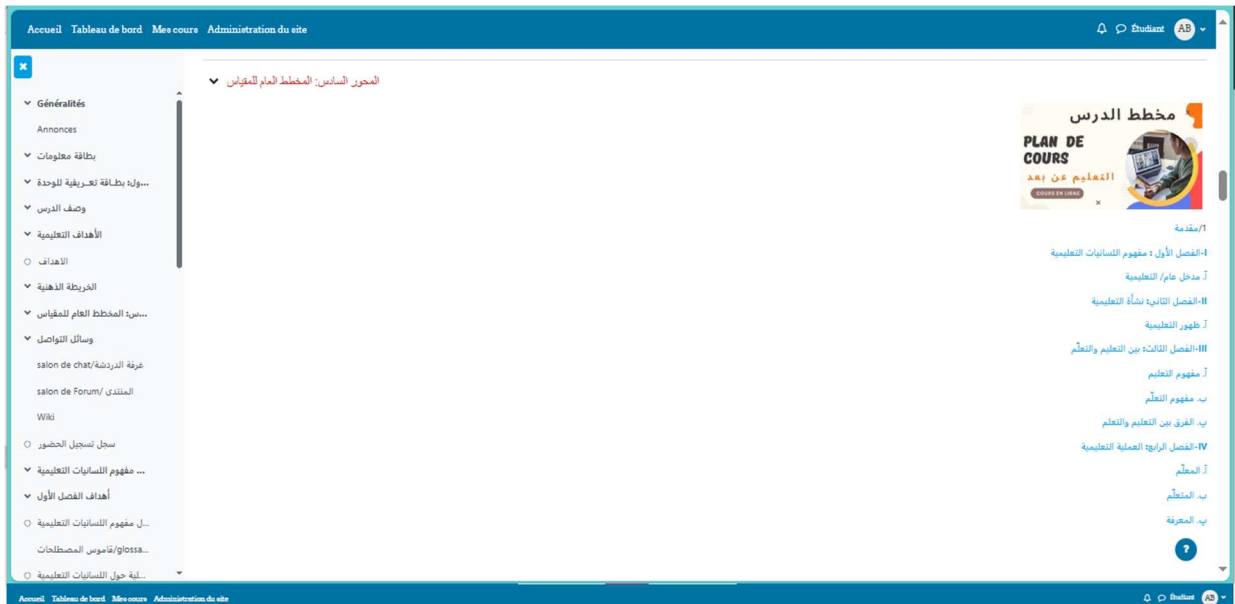 Accueil Tableau de bord Mes cours Administration du site
Étudiant AB
المحور السادس: المخطط العام للمقياس
Généralités
Annonces
بطاقة معلومات
...ول: بطـاقة تعـريفية للوحدة
وصف الدرس
الأهداف التعليمية
الاهداف
الخريطة الذهنية
...س: المخطط العام للمقياس
وسائل التواصل
غرفة الدردشة/salon de chat
المنتدى /salon de Forum
Wiki
سجل تسجيل الحضور
... مفهوم اللسانيات التعليمية
أهداف الفصل الأول
...ل مفهوم اللسانيات التعليمية
...glossa/قاموس المصطلحات
...لية حول اللسانيات التعليمية
مخطط الدرس
PLAN DE
COURS
التعليم عن بعد
COURS EN LIGNE
1/مقدمة
I-الفصل الأول : مفهوم اللسانيات التعليمية
أ. مدخل عام/ التعليمية
II-الفصل الثاني: نشأة التعليمية
أ. ظهور التعليمية
III-الفصل الثالث: بين التعليم والتعلّم
أ. مفهوم التعليم
ب. مفهوم التعلّم
ب. الفرق بين التعليم والتعلم
IV-الفصل الرابع: العملية التعليمية
أ. المعلّم
ب. المتعلّم
ب. المعرفة
?
Accueil Tableau de bord Mes cours Administration du site
Étudiant AB